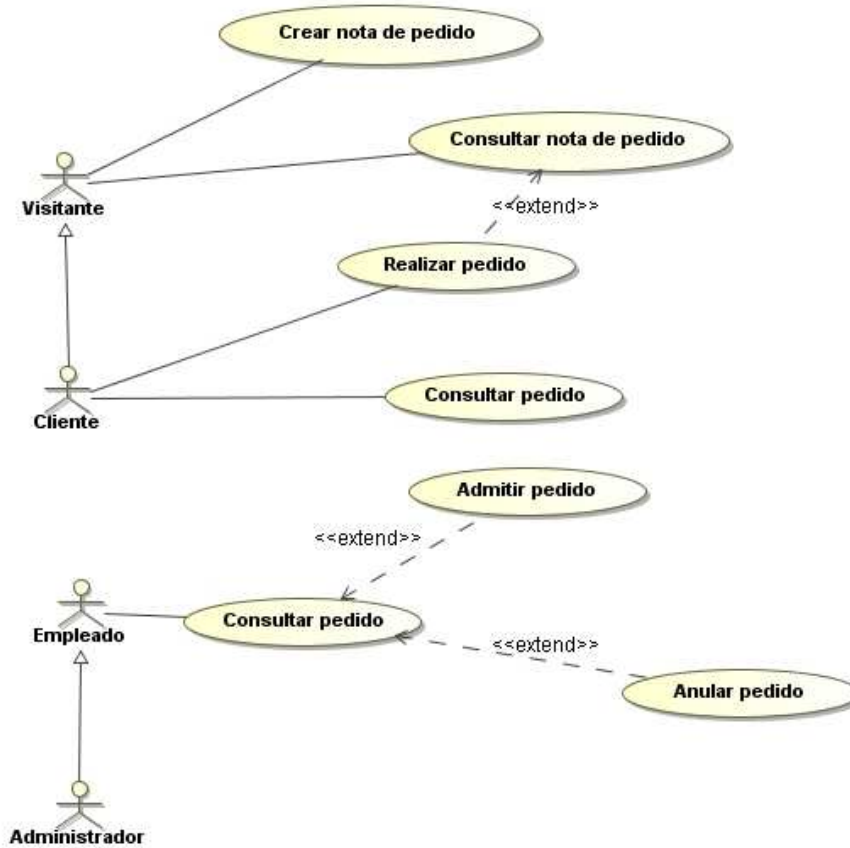 Crear nota de pedido
Consultar nota de pedido
Visitante
<<extend>>
Realizar pedido
Consultar pedido
Cliente
Admitir pedido
<<extend>>
Consultar pedido
Empleado
<<extend>>
Anular pedido
Administrador